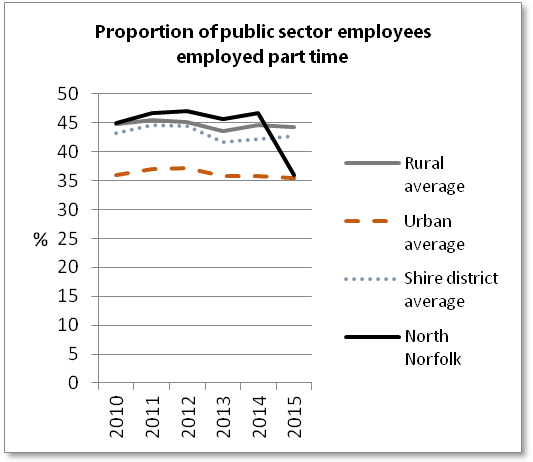 Proportion of public sector employees
employed part time
50
45
40
35
30
25
20
15
10
5
0
%
2010
2011
2012
2013
2014
2015
Rural
average
Urban
average
Shire district
average
North
Norfolk